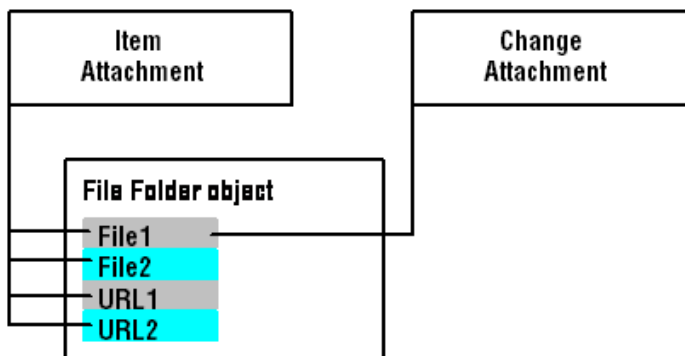 Item
Attachment
Change
Attachment
File Folder object
File1
File2
URL1
URL2